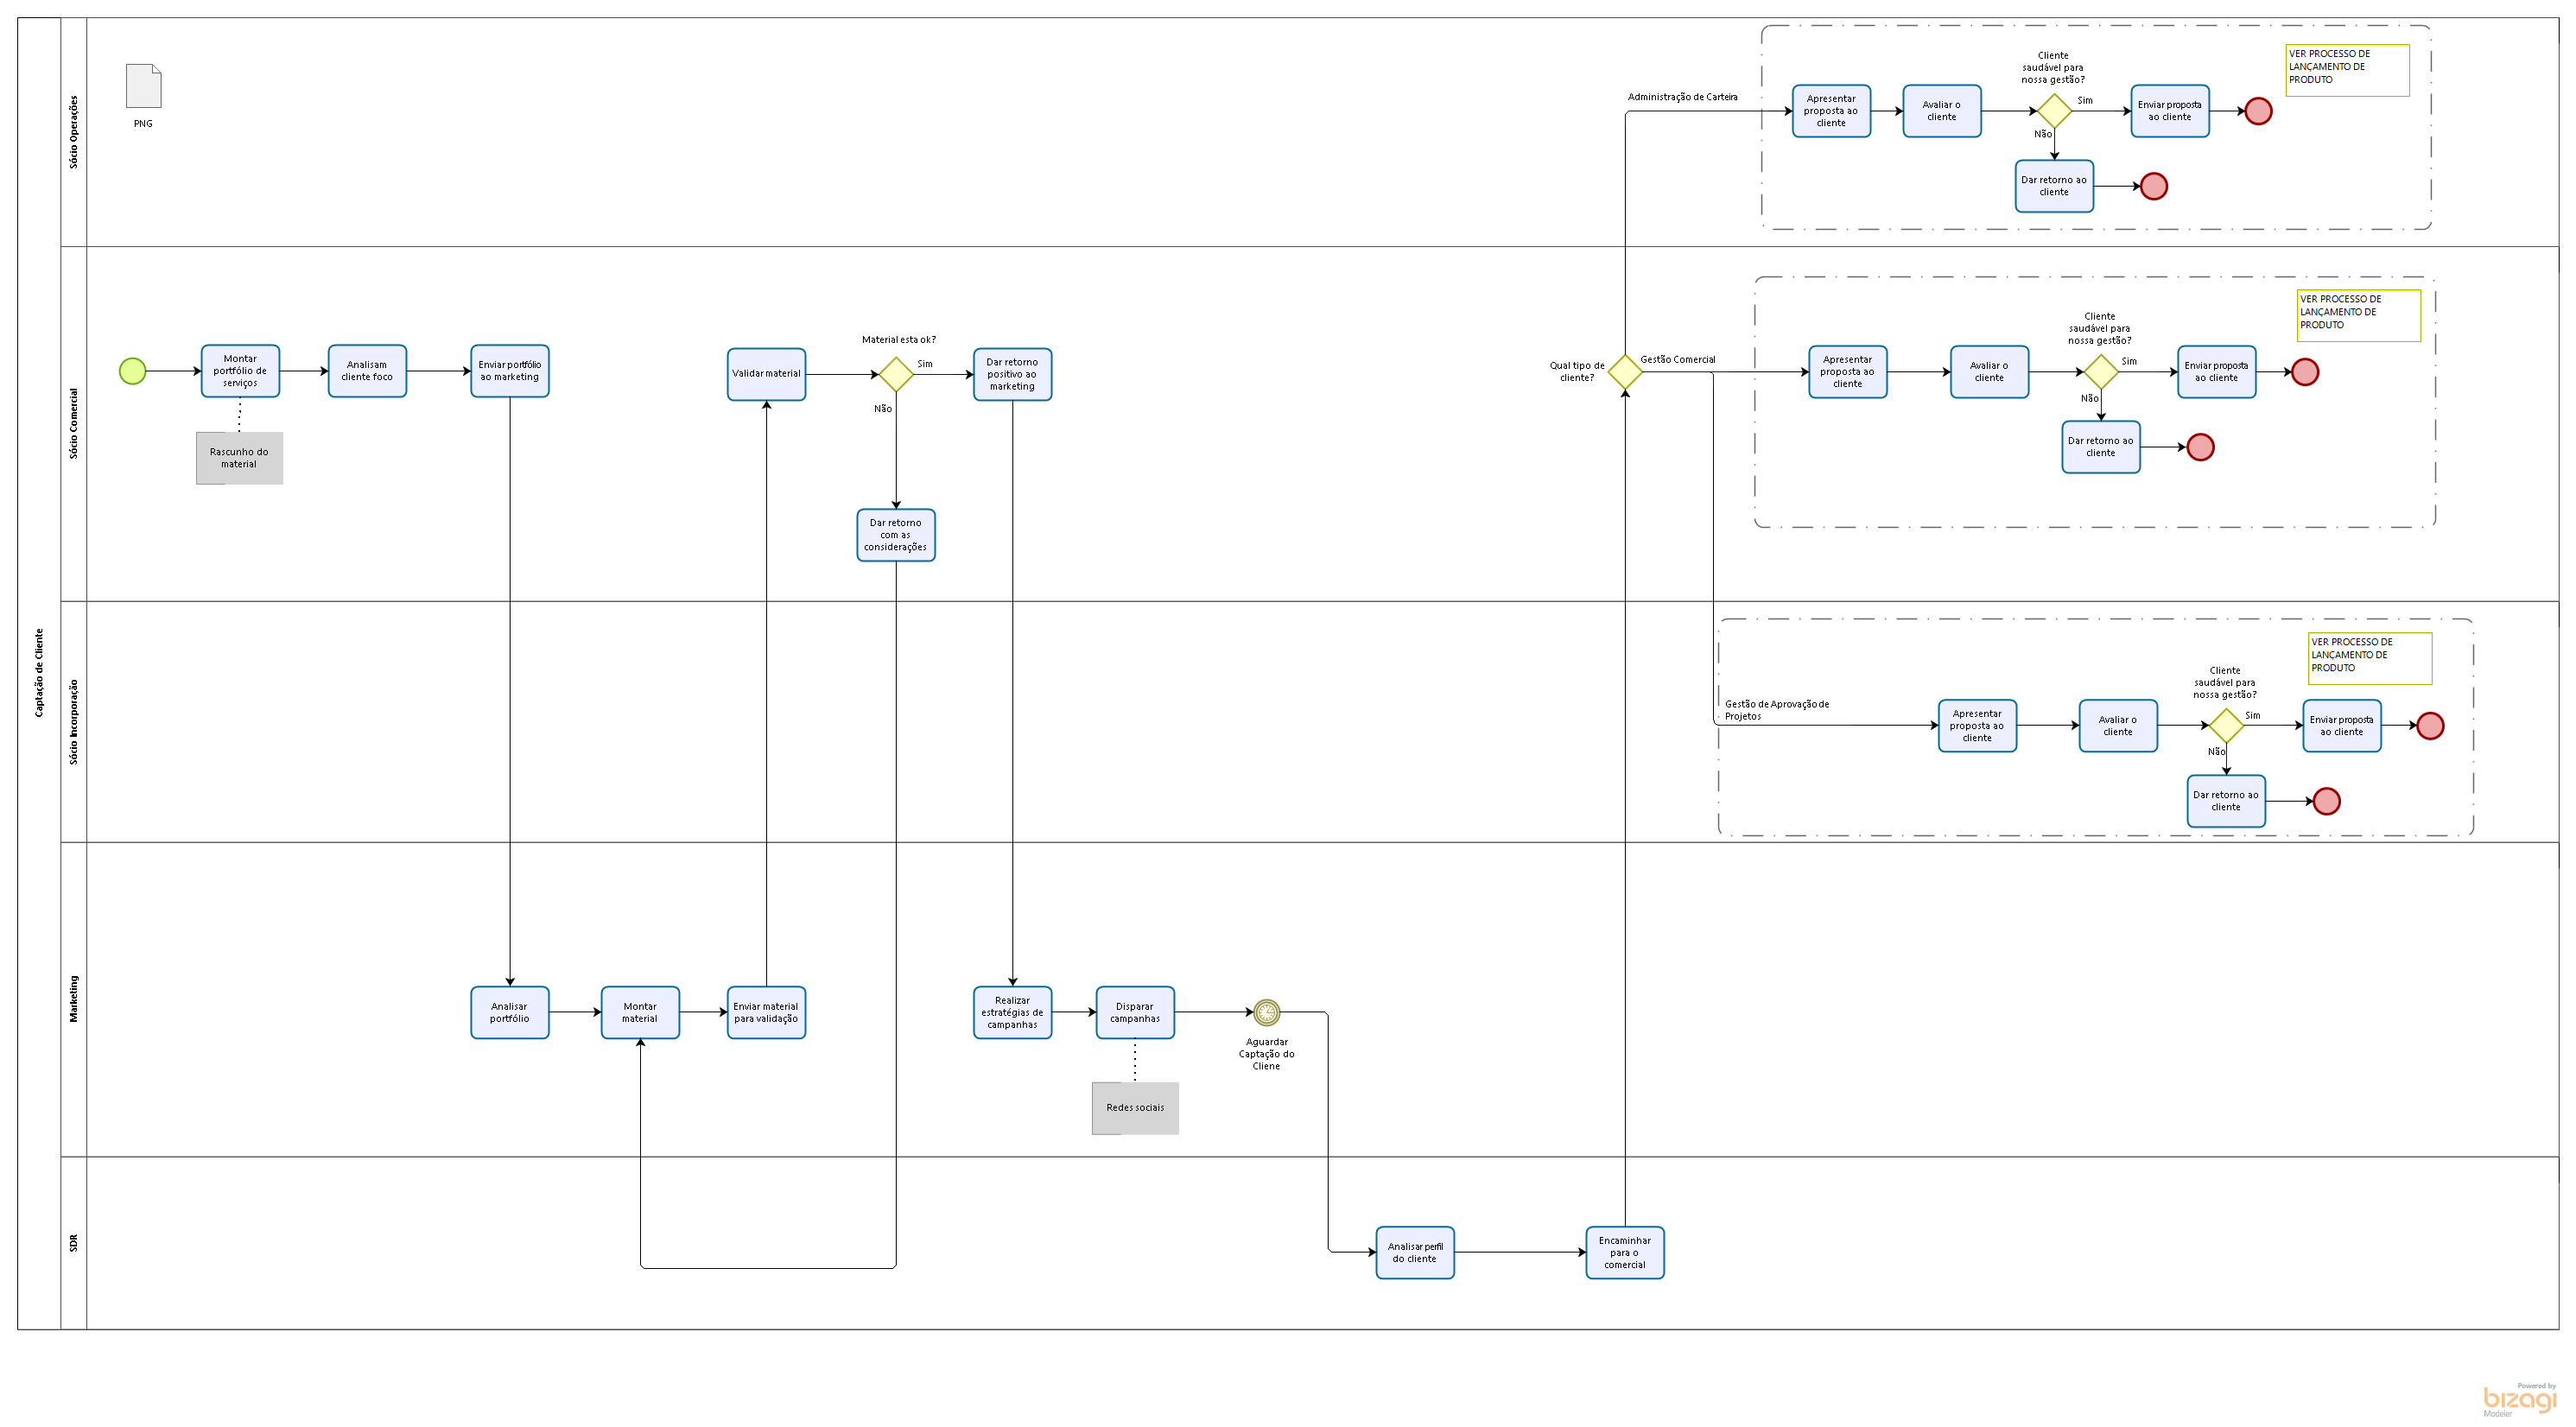 Captação de Cliente
Sócio Operações
PNG
Administração de Carteira
Apresentar
proposta ao
cliente
Avaliar o
cliente
Cliente
saudável para
nossa gestão?
Sim
Não
Enviar proposta
ao cliente
Dar retorno ao
cliente
VER PROCESSO DE
LANÇAMENTO DE
PRODUTO
Sócio Comercial
Montar
portfólio de
serviços
Rascunho do
material
Analisam
cliente foco
Enviar portfólio
ao marketing
Validar material
Material esta ok?
Sim
Não
Dar retorno
positivo ao
marketing
Dar retorno
com as
considerações
Qual tipo de
cliente?
Gestão Comercial
Apresentar
proposta ao
cliente
Avaliar o
cliente
Cliente
saudável para
nossa gestão?
Sim
Não
Enviar proposta
ao cliente
Dar retorno ao
cliente
VER PROCESSO DE
LANÇAMENTO DE
PRODUTO
Sócio Incorporação
Gestão de Aprovação de
Projetos
Apresentar
proposta ao
cliente
Avaliar o
cliente
Cliente
saudável para
nossa gestão?
Sim
Não
Enviar proposta
ao cliente
Dar retorno ao
cliente
VER PROCESSO DE
LANÇAMENTO DE
PRODUTO
Marketing
Analisar
portfólio
Montar
material
Enviar material
para validação
Realizar
estratégias de
campanhas
Disparar
campanhas
Redes sociais
Aguardar
Captação do
Cliene
SDR
Analisar perfil
do cliente
Encaminhar
para o
comercial
Powered by
bizagi
Modeler